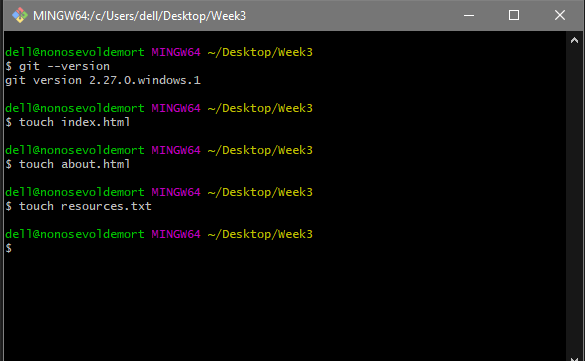 MINGW64:/c/Users/dell/Desktop/Week3
dell@nonosevoldemort MINGW64 ~/Desktop/Week3
$ git --version
git version 2.27.0.windows.1
dell@nonosevoldemort MINGW64 ~/Desktop/Week3
$ touch index.html
dell@nonosevoldemort MINGW64 ~/Desktop/Week3
$ touch about.html
dell@nonosevoldemort MINGW64 ~/Desktop/Week3
$ touch resources.txt
dell@nonosevoldemort MINGW64 ~/Desktop/Week3
$